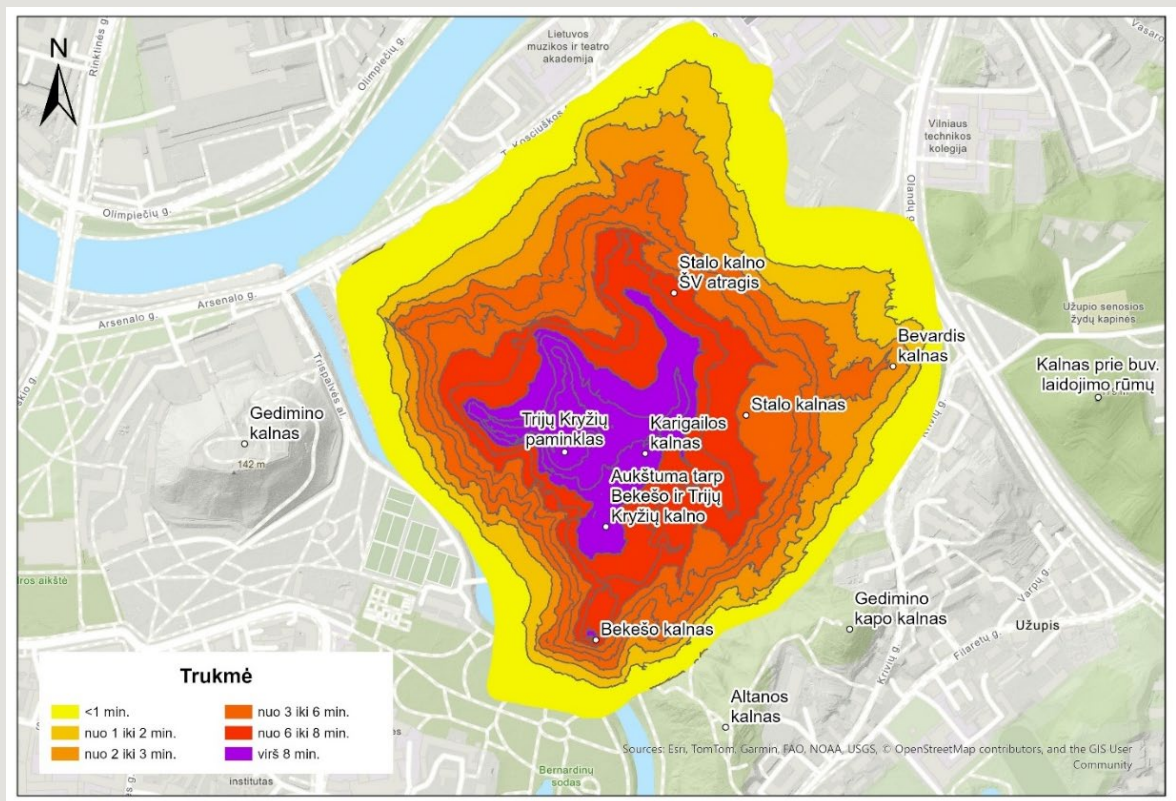 N
Rinktinės g.
Olimpiečių g.
Lietuvos
muzikos ir teatro
akademija
T. Kosciuškos
Vilniaus
technikos
kolegija
Olandų g.
Olimpiečių g.
Arsenalo g.
Arsenalo g.
Trispalvės al.
Stalo kalno
ŠV atragis
Bevardis
kalnas
Užupio senosios
žydų kapinės
Kalnas prie buv.
laidojimo rūmų
Gedimino
kalnas
142 m.
Trijų Kryžių
paminklas
Karigailos
kalnas
Stalo kalnas
Krivių g.
Aukštuma tarp
Bekešo ir Trijų
Kryžių kalno
Bekešo kalnas
Gedimino
kapo kalnas
Varpų g.
Užupis
Filaretų g.
Krivių g.
Altanos
kalnas
Bernardinų
sodas
institutas
Trukmė
<1 min.
nuo 1 iki 2 min.
nuo 2 iki 3 min.
nuo 3 iki 6 min.
nuo 6 iki 8 min.
virš 8 min.
Sources: Esri, TomTom, Garmin, FAO, NOAA, USGS, © OpenStreetMap contributors, and the GIS User
Community